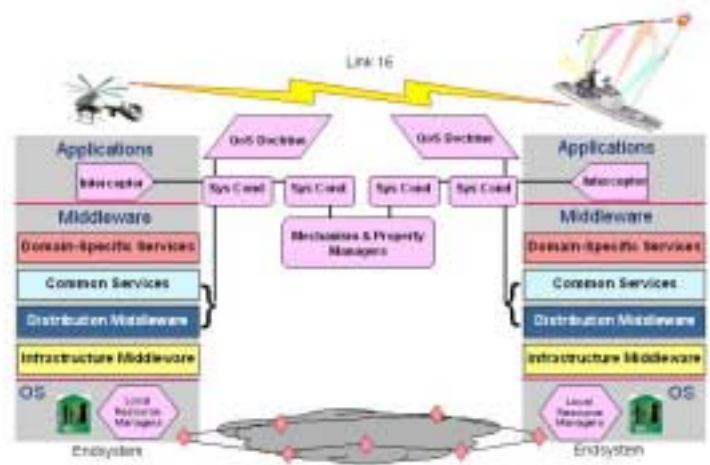 Link 16
QoS Doctrine
QoS Doctrine
Applications
Applications
Interceptor
Sys Cond
Sys Cond
Sys Cond
Sys Cond
Interceptor
Middleware
Middleware
Mechanism & Property
Managers
Domain-Specific Services
Domain-Specific Services
Common Services
Common Services
Distribution Middleware
Distribution Middleware
Infrastructure Middleware
Infrastructure Middleware
OS
OS
Local
Resource
Managers
Local
Resource
Managers
Endsystem
Endsystem